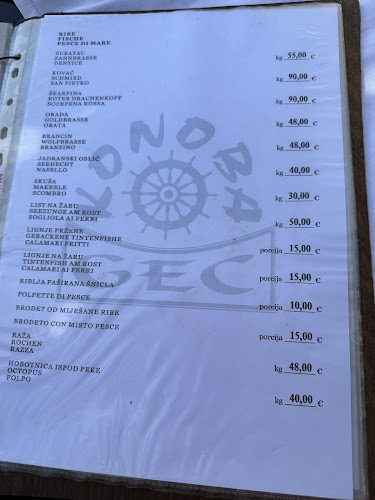 RIBE
FISCHE
PESCE DI MARE
ZUBATAC
ZAHNBRASSE kg 55,00 €
DENTICE
KOVAČ
SCHMIED kg 90,00 €
SAN PIETRO
ŠKARPINA
ROTER DRACHENKOPF kg 90,00 €
SCORPENA ROSSA
ORADA
GOLDBRASSE kg 48,00 €
ORATA
BRANCIN
WOLFBRASSE kg 48,00 €
BRANZINO
JADRANSKI OSLIĆ
SEEHECHT kg 40,00 €
NASELLO
SKUŠA
MAKRELE kg 30,00 €
SCOMBRO
LIST NA ŽARU
SEEZUNGE AM ROST kg 50,00 €
SOGLIOLA AI FERRI
LIGNJE FRŽENE
GEBACKENE TINTENFISHE porcija 15,00 €
CALAMARI FRITTI
LIGNJE NA ŽARU
TINTENFISH AM ROST porcija 15,00 €
CALAMARI AI FERRI
RIBLJA FAŠIRANA ŠNICLA
POLPETTE DI PESCE porcija 10,00 €
BRODET OD MIJEŠANE RIBE
BRODETO CON MISTO PESCE porcija 15,00 €
RAŽA
ROCHEN kg 48,00 €
RAZZA
HOBOTNICA ISPOD PEKE
OCTOPUS kg 40,00 €
POLPO
KONOBA